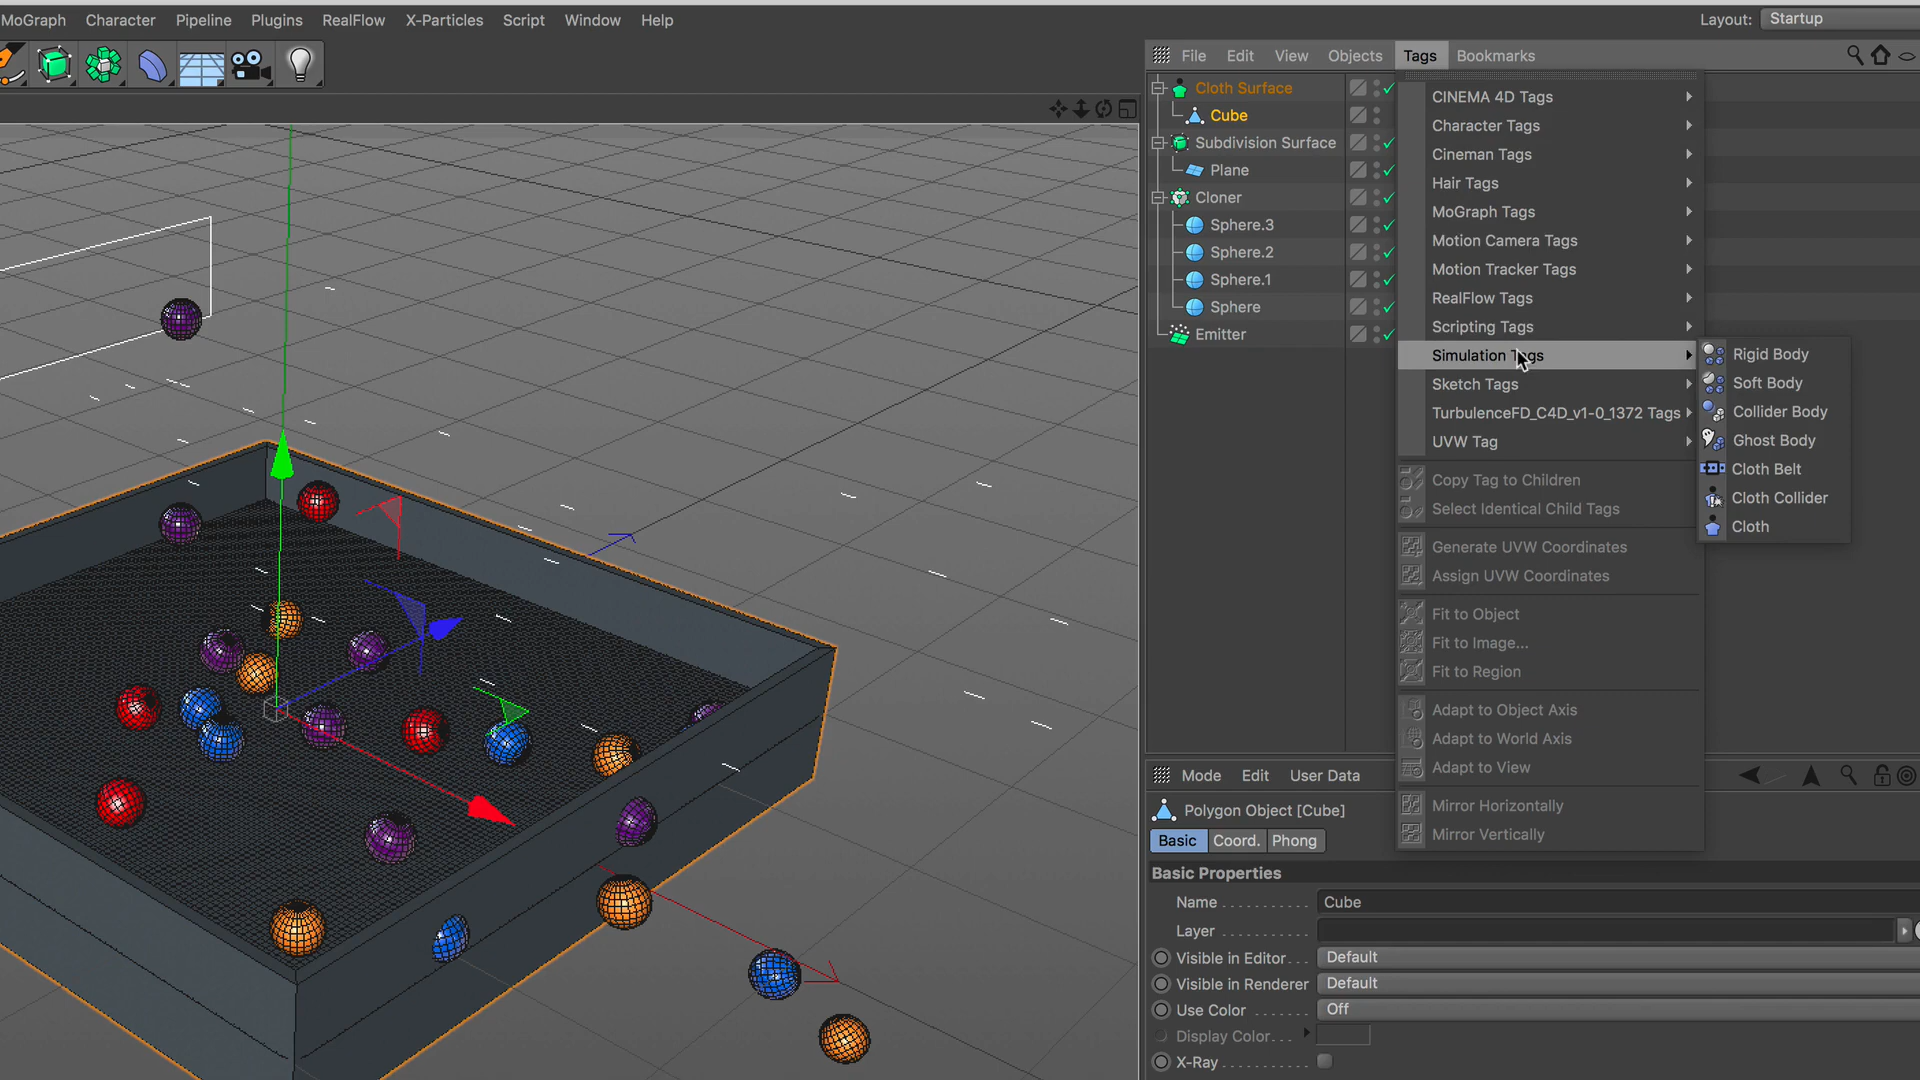 MoGraph Character Pipeline Plugins RealFlow X-Particles Script Window Help
Layout: Startup
File Edit View Objects Tags Bookmarks
Cloth Surface
Cube
Subdivision Surface
Plane
Cloner
Sphere.3
Sphere.2
Sphere.1
Sphere
Emitter
CINEMA 4D Tags
Character Tags
Cineman Tags
Hair Tags
MoGraph Tags
Motion Camera Tags
Motion Tracker Tags
RealFlow Tags
Scripting Tags
Simulation Tags
Sketch Tags
TurbulenceFD_C4D_v1-0_1372 Tags
UVW Tag
Copy Tag to Children
Select Identical Child Tags
Generate UVW Coordinates
Assign UVW Coordinates
Fit to Object
Fit to Image...
Fit to Region
Adapt to Object Axis
Adapt to World Axis
Adapt to View
Mirror Horizontally
Mirror Vertically
Rigid Body
Soft Body
Collider Body
Ghost Body
Cloth Belt
Cloth Collider
Cloth
Mode Edit User Data
Polygon Object [Cube]
Basic Coord. Phong
Basic Properties
Name . . . . . . . . . . . Cube
Layer . . . . . . . . . . .
Visible in Editor . . . Default
Visible in Renderer Default
Use Color . . . . . . . Off
Display Color. . .
X-Ray . . . . . . . . . . .